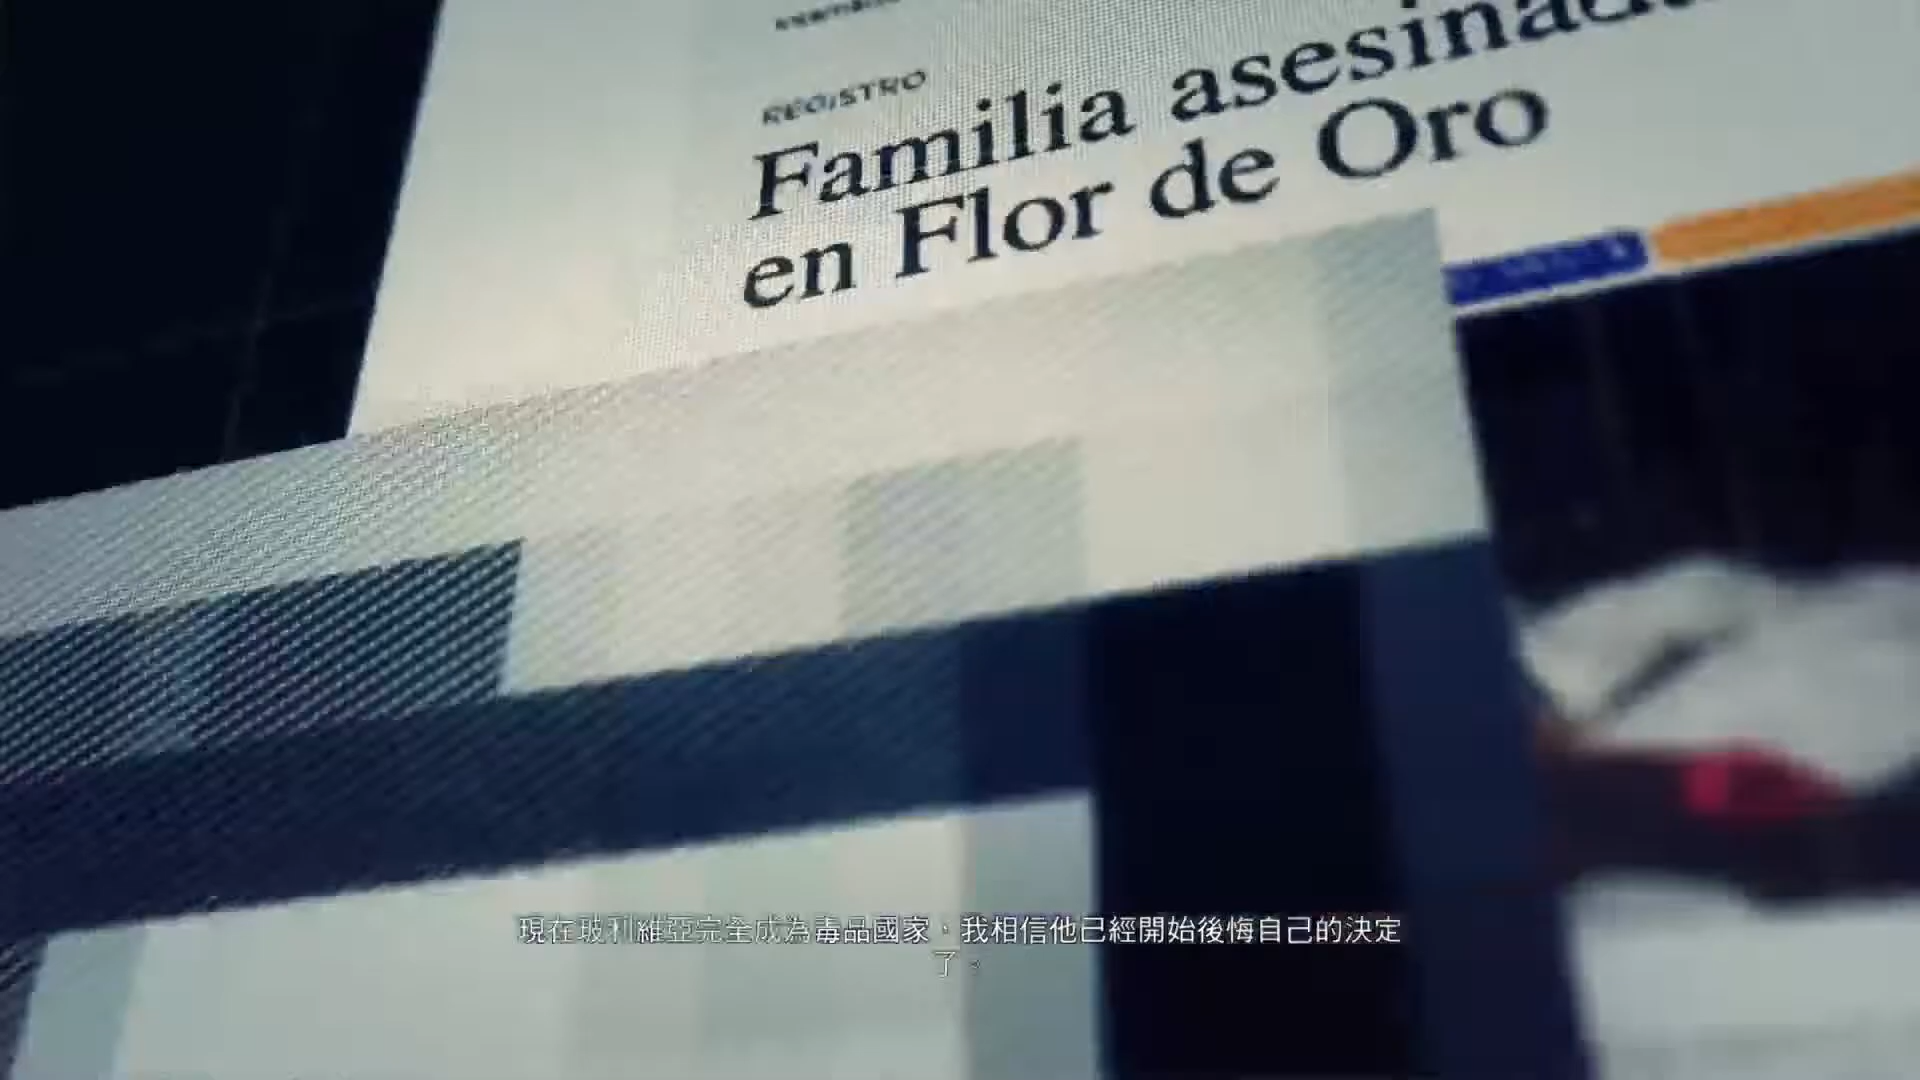 REGISTRO
Familia asesinada
en Flor de Oro
現在玻利維亞完全成為毒品國家，我相信他已經開始後悔自己的決定
了。